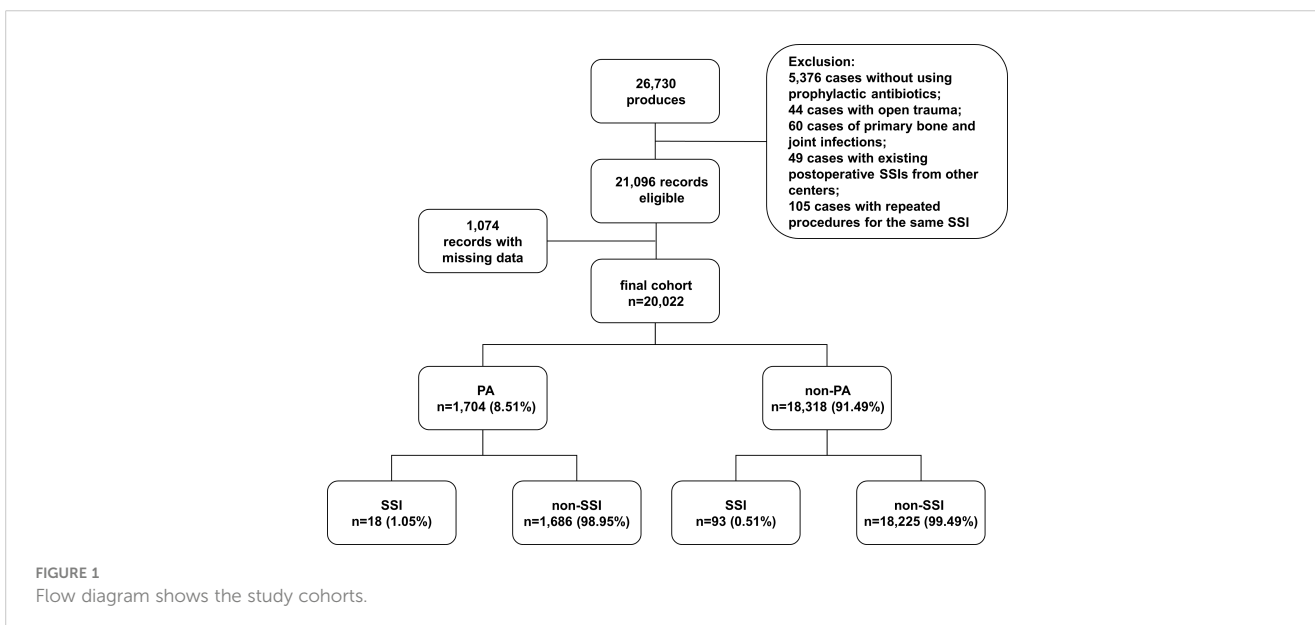 26,730
produces
Exclusion:
5,376 cases without using
prophylactic antibiotics;
44 cases with open trauma;
60 cases of primary bone and
joint infections;
49 cases with existing
postoperative SSIs from other
centers;
105 cases with repeated
procedures for the same SSI
21,096 records
eligible
1,074
records with
missing data
final cohort
n=20,022
PA
n=1,704 (8.51%)
non-PA
n=18,318 (91.49%)
SSI
n=18 (1.05%)
non-SSI
n=1,686 (98.95%)
SSI
n=93 (0.51%)
non-SSI
n=18,225 (99.49%)
FIGURE 1
Flow diagram shows the study cohorts.